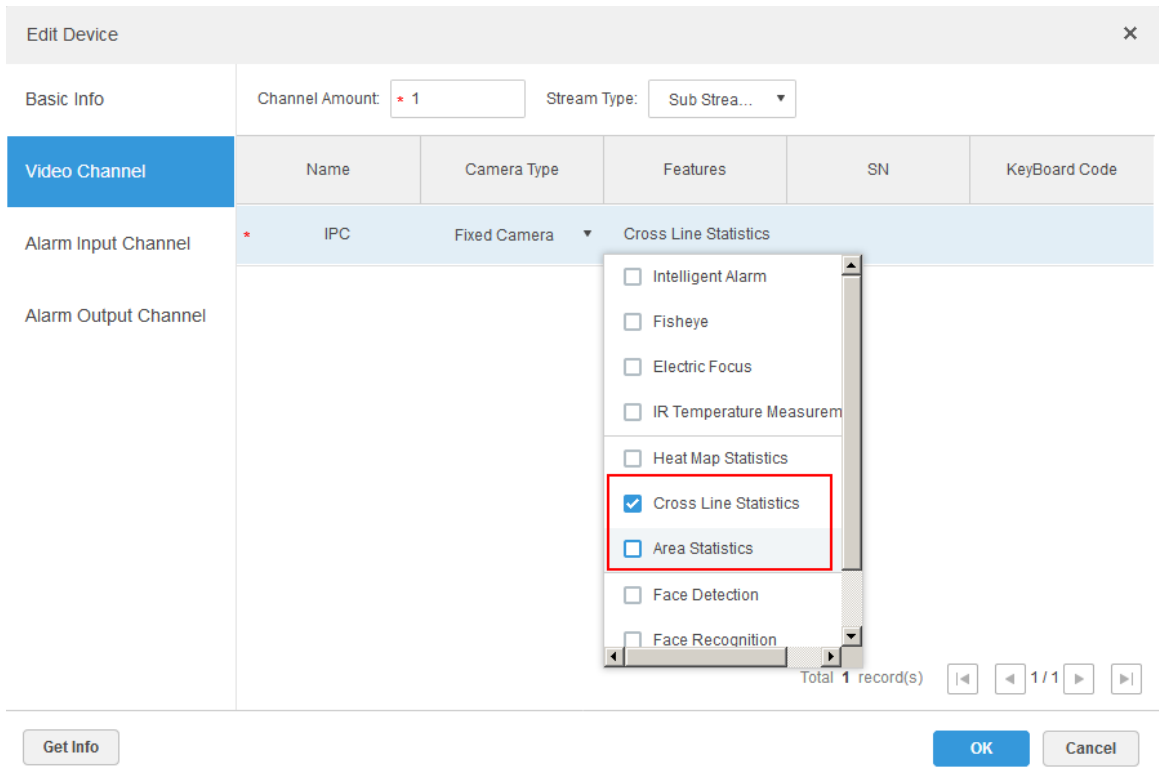 Edit Device
Basic Info
Channel Amount: * 1 Stream Type: Sub Strea...
Video Channel
Name Camera Type Features SN KeyBoard Code
* IPC Fixed Camera Cross Line Statistics
Alarm Input Channel
Alarm Output Channel
Intelligent Alarm
Fisheye
Electric Focus
IR Temperature Measurem
Heat Map Statistics
Cross Line Statistics
Area Statistics
Face Detection
Face Recognition
Total 1 record(s) 1 / 1
Get Info OK Cancel